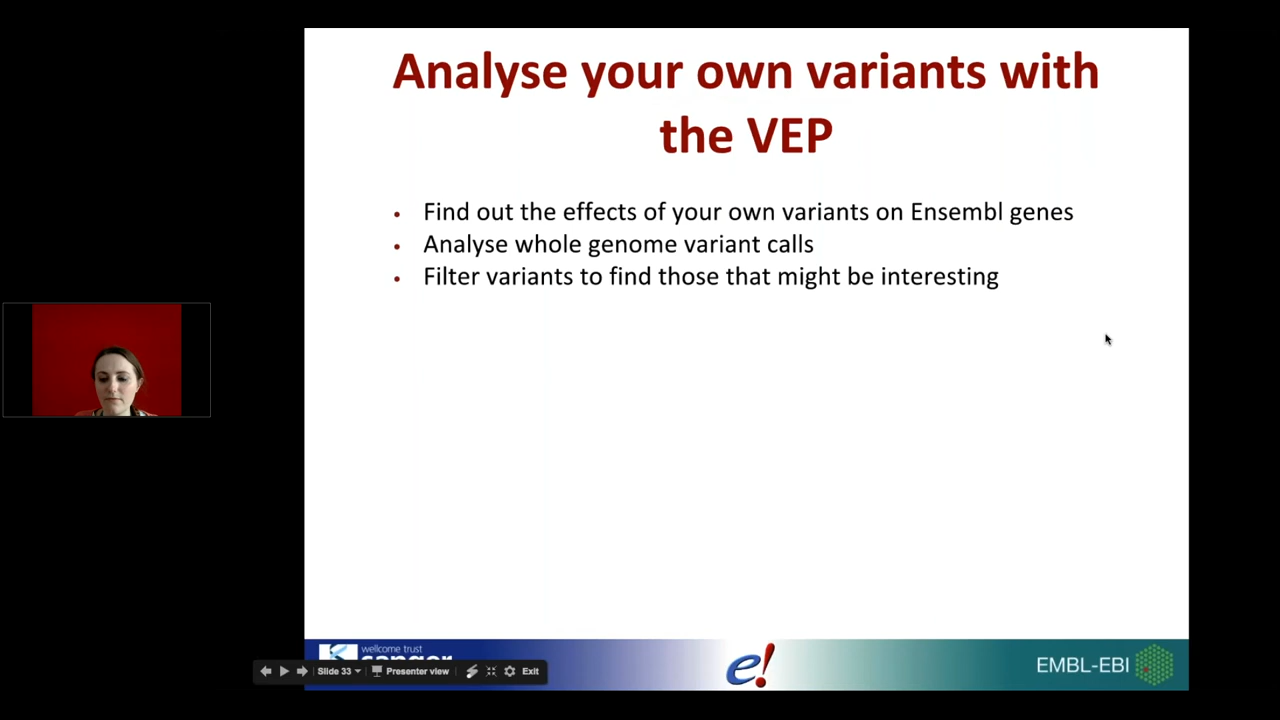 Analyse your own variants with
the VEP
• Find out the effects of your own variants on Ensembl genes
• Analyse whole genome variant calls
• Filter variants to find those that might be interesting
wellcome trust
e!
EMBL-EBI
Slide 33
Presenter view
Exit